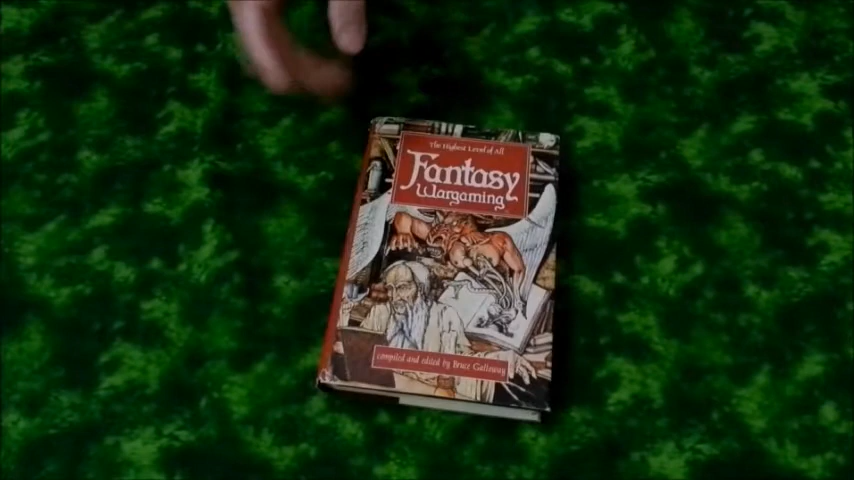 The Highest Level of All
Fantasy
Wargaming
compiled and edited by Bruce Galloway